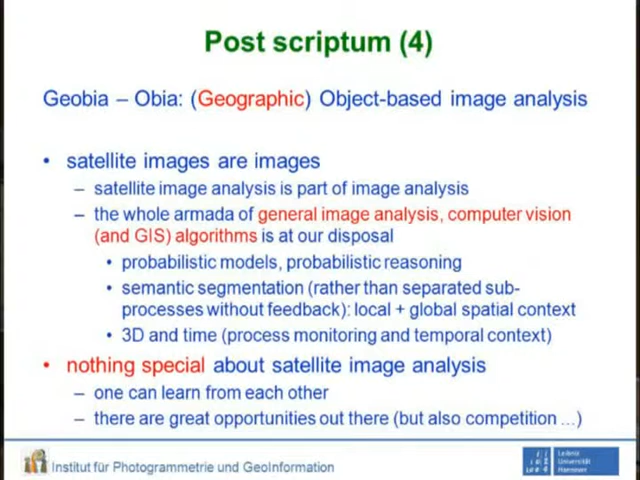 Post scriptum (4)
Geobia – Obia: (Geographic) Object-based image analysis
• satellite images are images
– satellite image analysis is part of image analysis
– the whole armada of general image analysis, computer vision
(and GIS) algorithms is at our disposal
• probabilistic models, probabilistic reasoning
• semantic segmentation (rather than separated sub-
processes without feedback): local + global spatial context
• 3D and time (process monitoring and temporal context)
• nothing special about satellite image analysis
– one can learn from each other
– there are great opportunities out there (but also competition ...)
Institut für Photogrammetrie und GeoInformation
Leibniz
Universität
Hannover